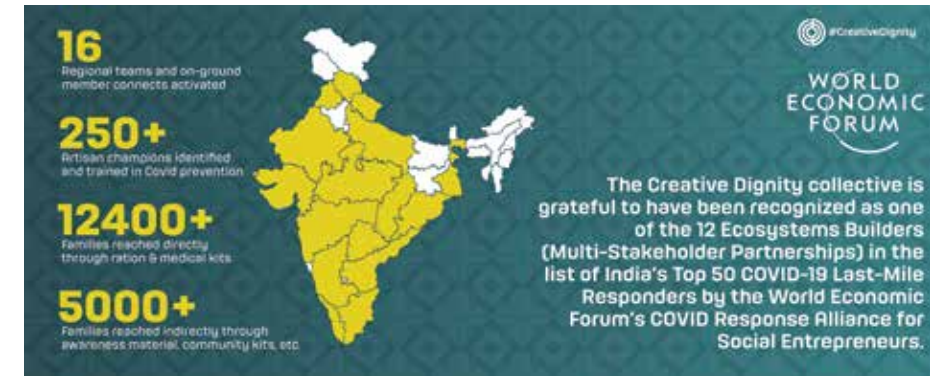 16
Regional teams and on-ground
member connects activated
250+
Artisan champions identified
and trained in Covid prevention
12400+
Families reached directly
through ration & medical kits
5000+
Families reached indirectly through
awareness material, community kits, etc
#CreativeDignity
WORLD
ECONOMIC
FORUM
The Creative Dignity collective is
grateful to have been recognized as one
of the 12 Ecosystems Builders
(Multi-Stakeholder Partnerships) in the
list of India's Top 50 COVID-19 Last-Mile
Responders by the World Economic
Forum's COVID Response Alliance for
Social Entrepreneurs.